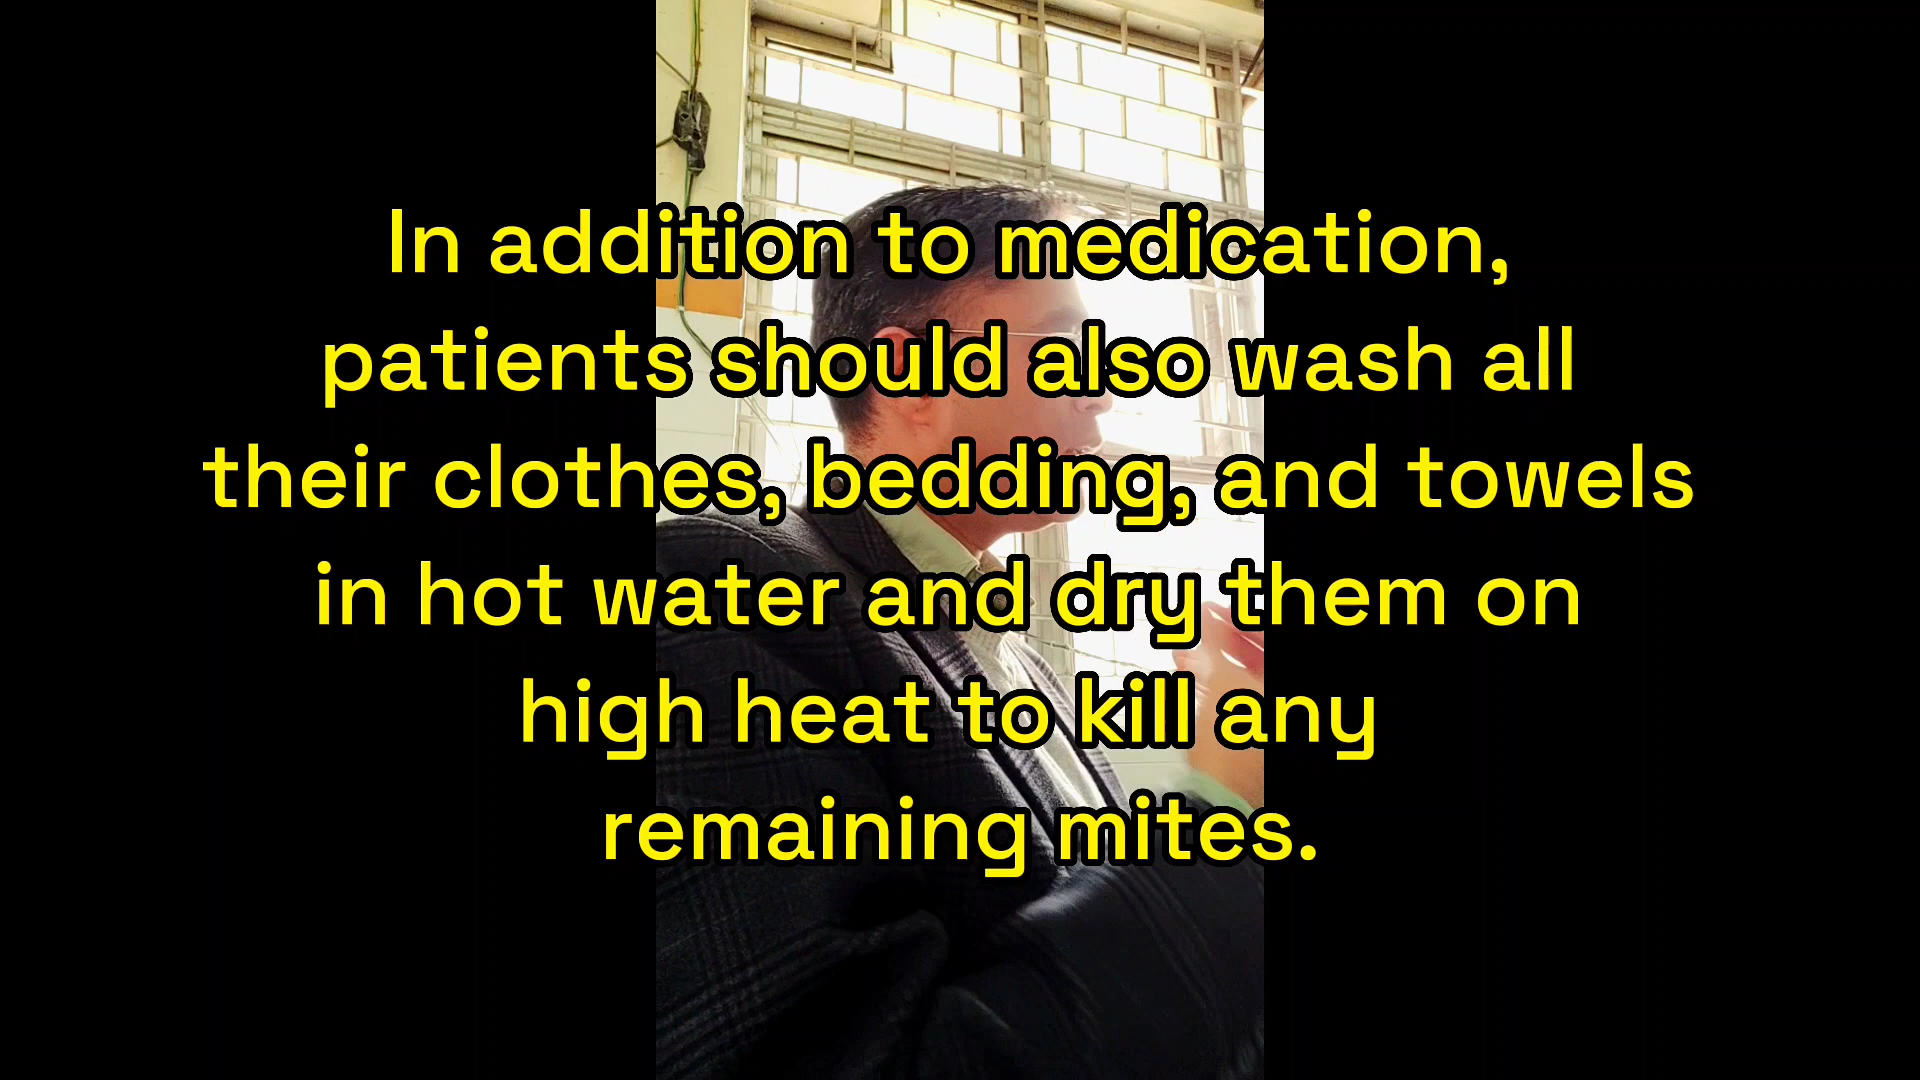 In addition to medication,
patients should also wash all
their clothes, bedding, and towels
in hot water and dry them on
high heat to kill any
remaining mites.